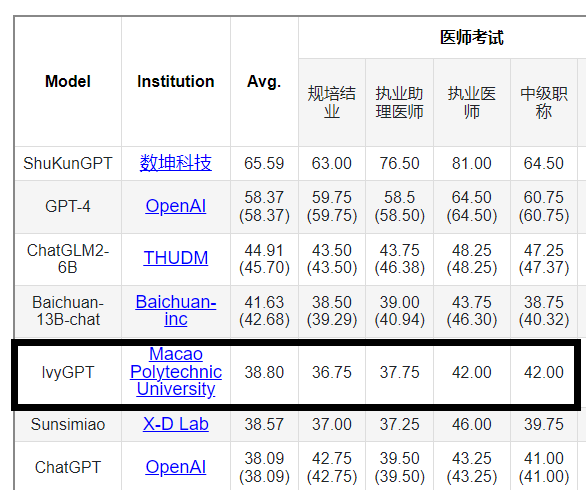 医师考试
Model Institution Avg.
规培结业 执业助理医师 执业医师 中级职称
ShuKunGPT 数坤科技 65.59 63.00 76.50 81.00 64.50
GPT-4 OpenAI 58.37 (58.37) 59.75 (59.75) 58.5 (58.50) 64.50 (64.50) 60.75 (60.75)
ChatGLM2-6B THUDM 44.91 (45.70) 43.50 (43.50) 43.75 (46.38) 48.25 (48.25) 47.25 (47.37)
Baichuan-13B-chat Baichuan-inc 41.63 (42.68) 38.50 (39.29) 39.00 (40.94) 43.75 (46.30) 38.75 (40.32)
IvyGPT Macao Polytechnic University 38.80 36.75 37.75 42.00 42.00
Sunsimiao X-D Lab 38.57 37.00 37.25 46.00 39.75
ChatGPT OpenAI 38.09 (38.09) 42.75 (42.75) 39.50 (39.50) 43.25 (43.25) 41.00 (41.00)